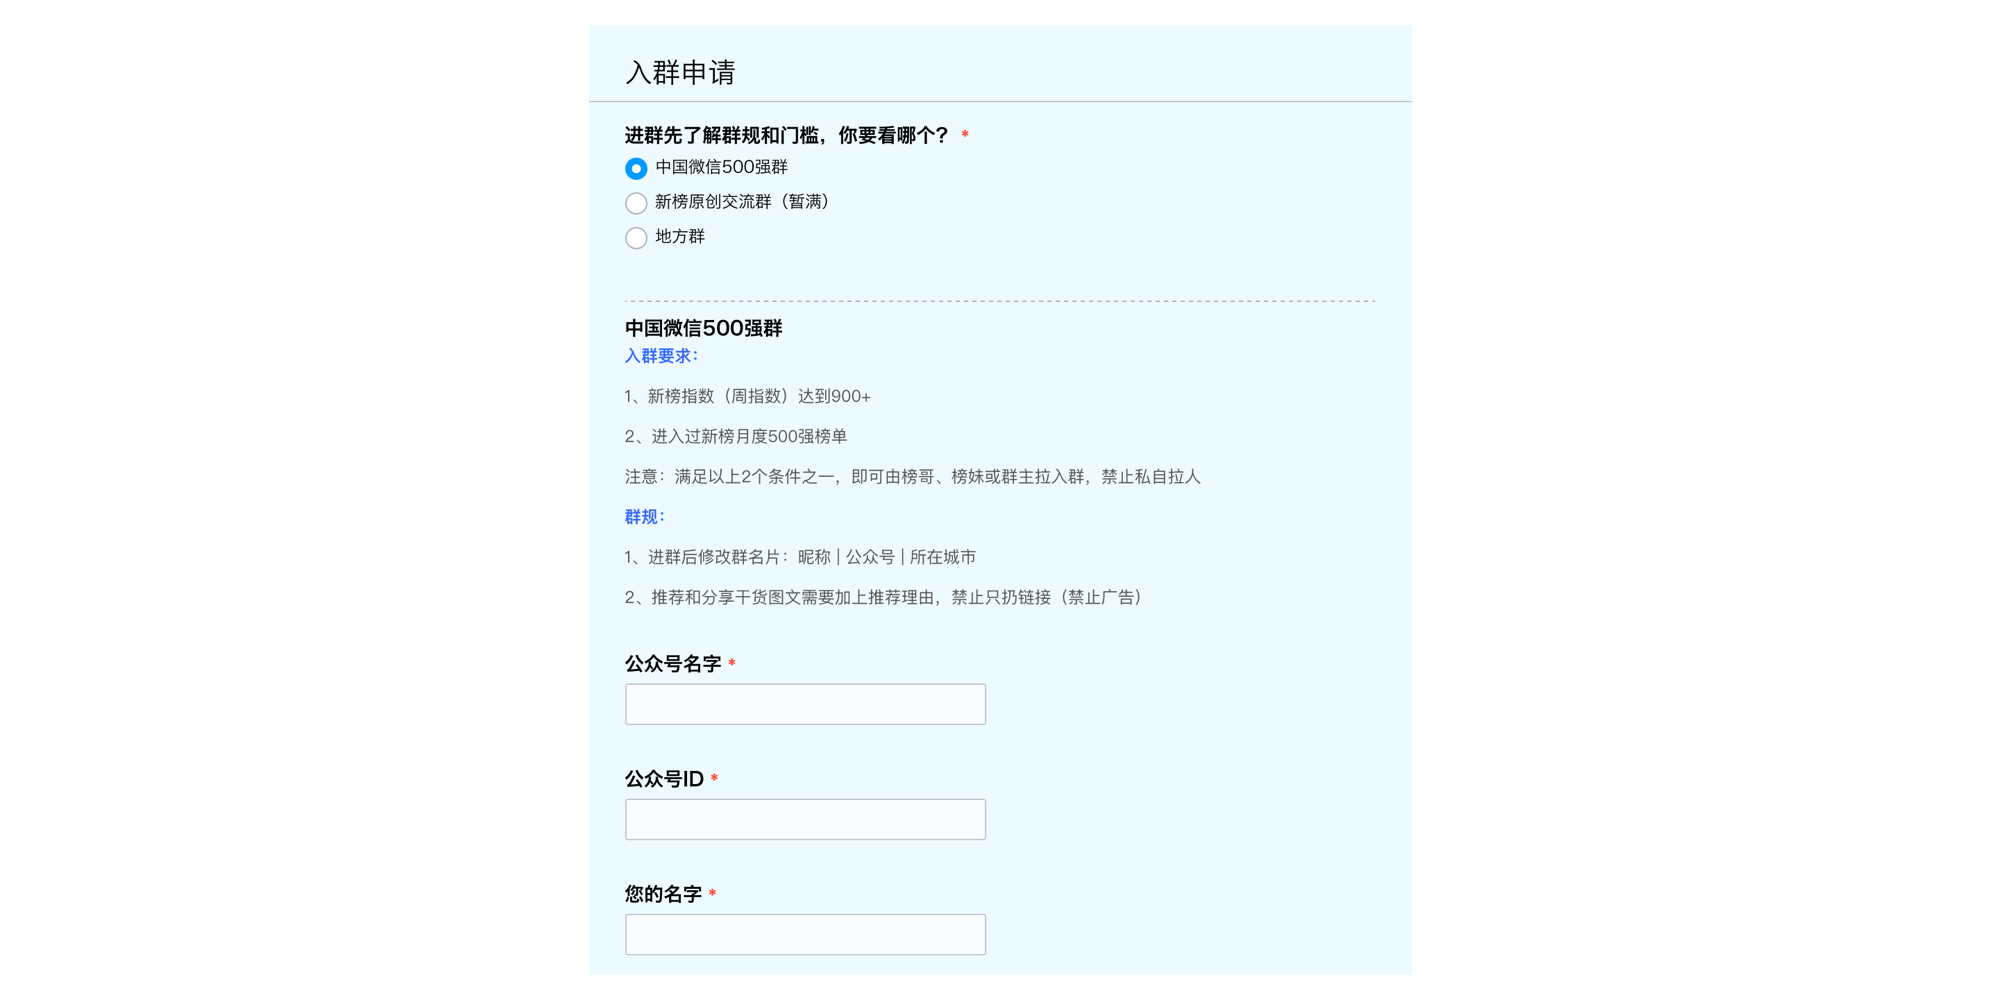 入群申请
进群先了解群规和门槛，你要看哪个？ *
中国微信500强群
新榜原创交流群（暂满）
地方群
中国微信500强群
入群要求：
1、新榜指数（周指数）达到900+
2、进入过新榜月度500强榜单
注意：满足以上2个条件之一，即可由榜哥、榜妹或群主拉入群，禁止私自拉人
群规：
1、进群后修改群名片：昵称 | 公众号 | 所在城市
2、推荐和分享干货图文需要加上推荐理由，禁止只扔链接（禁止广告）
公众号名字 *
公众号ID *
您的名字 *